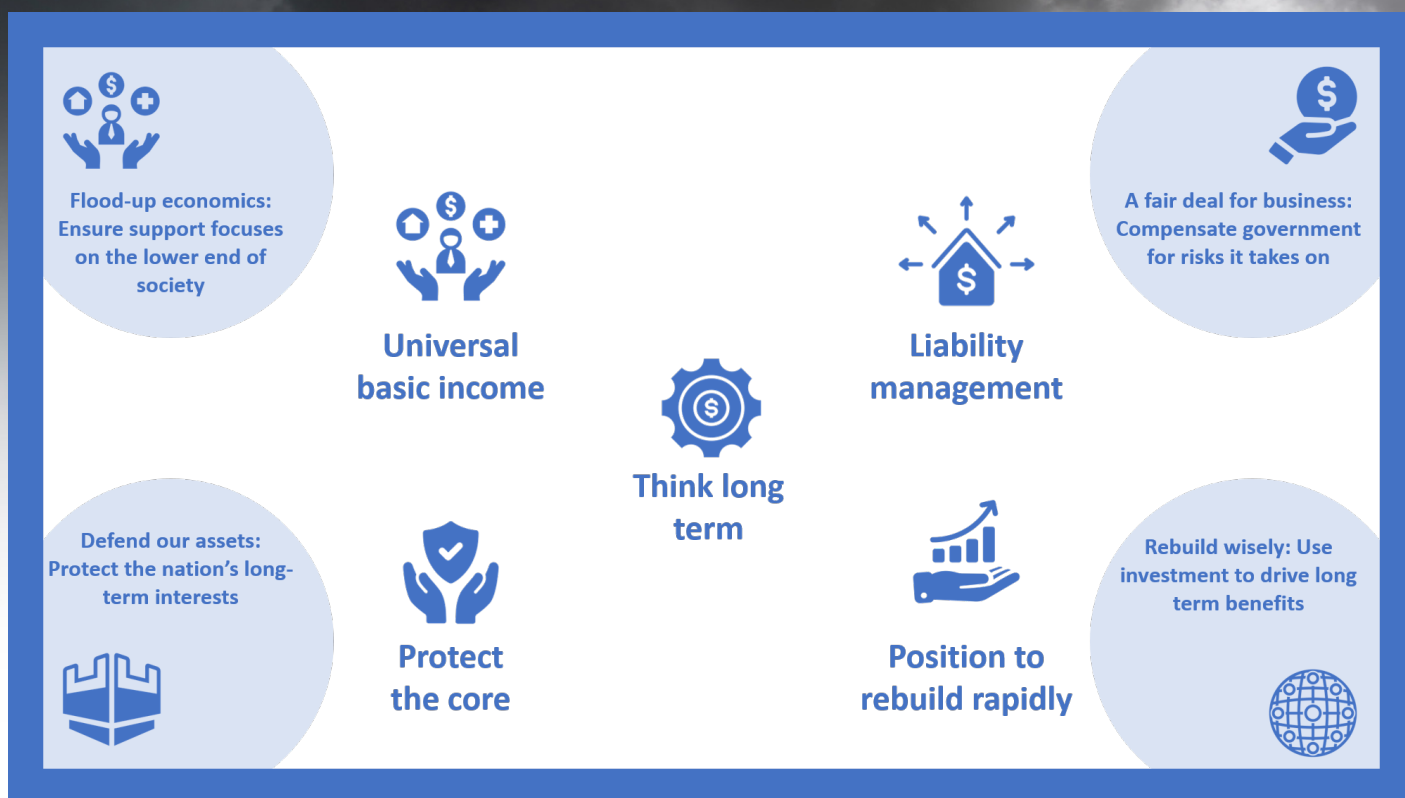 Flood-up economics:
Ensure support focuses
on the lower end of
society
Universal
basic income
Think long
term
Liability
management
A fair deal for business:
Compensate government
for risks it takes on
Defend our assets:
Protect the nation’s long-
term interests
Protect
the core
Position to
rebuild rapidly
Rebuild wisely: Use
investment to drive long
term benefits